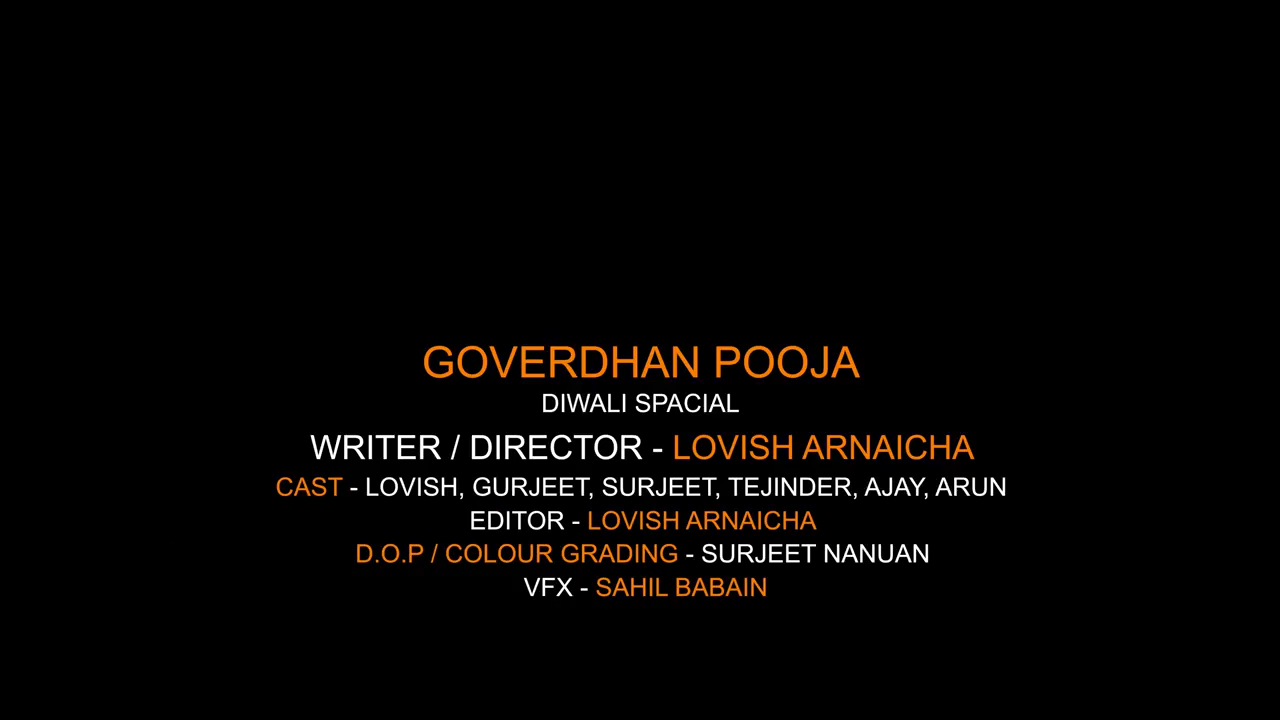 GOVERDHAN POOJA
DIWALI SPACIAL
WRITER / DIRECTOR - LOVISH ARNAICHA
CAST - LOVISH, GURJEET, SURJEET, TEJINDER, AJAY, ARUN
EDITOR - LOVISH ARNAICHA
D.O.P / COLOUR GRADING - SURJEET NANUAN
VFX - SAHIL BABAIN